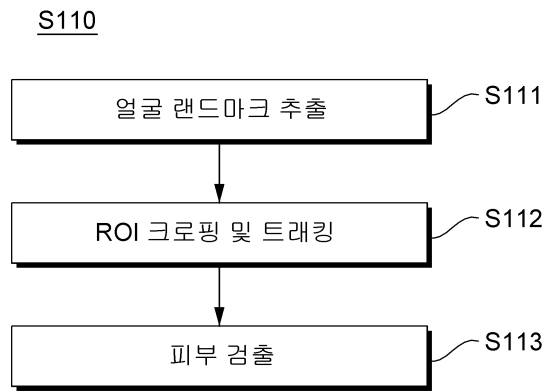 S110
얼굴 랜드마크 추출
S111
ROI 크로핑 및 트래킹
S112
피부 검출
S113